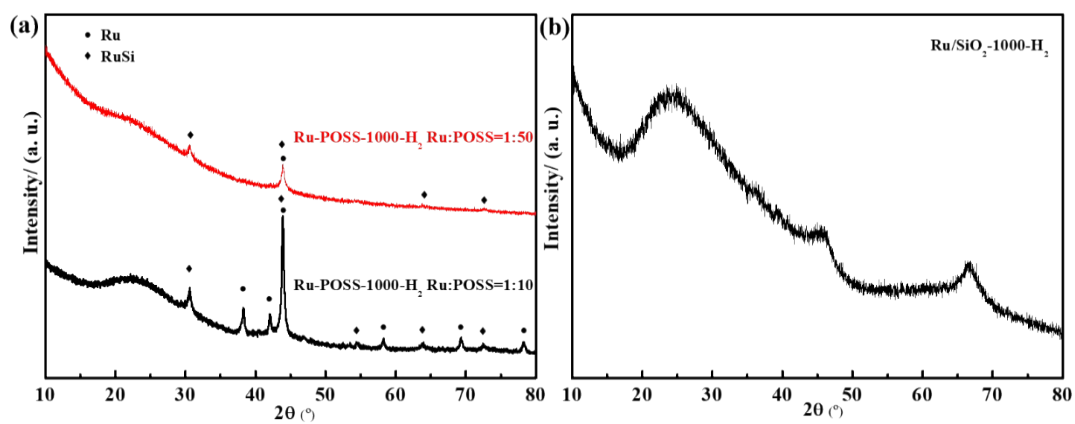 (a)
● Ru
♦ RuSi
Ru-POSS-1000-H₂ Ru:POSS=1:50
Ru-POSS-1000-H₂ Ru:POSS=1:10
Intensity/ (a. u.)
10 20 30 40 50 60 70 80
2θ (°)
(b)
Ru/SiO₂-1000-H₂
Intensity/ (a. u.)
10 20 30 40 50 60 70 80
2θ (°)